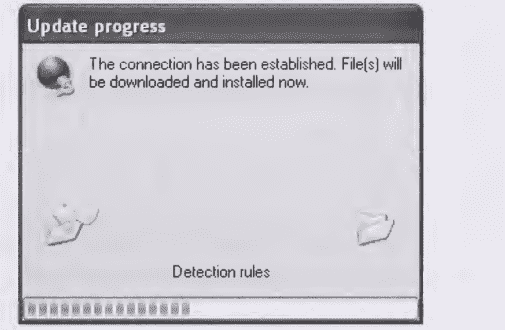 Update progress
The connection has been established. File(s) will
be downloaded and installed now.
Detection rules